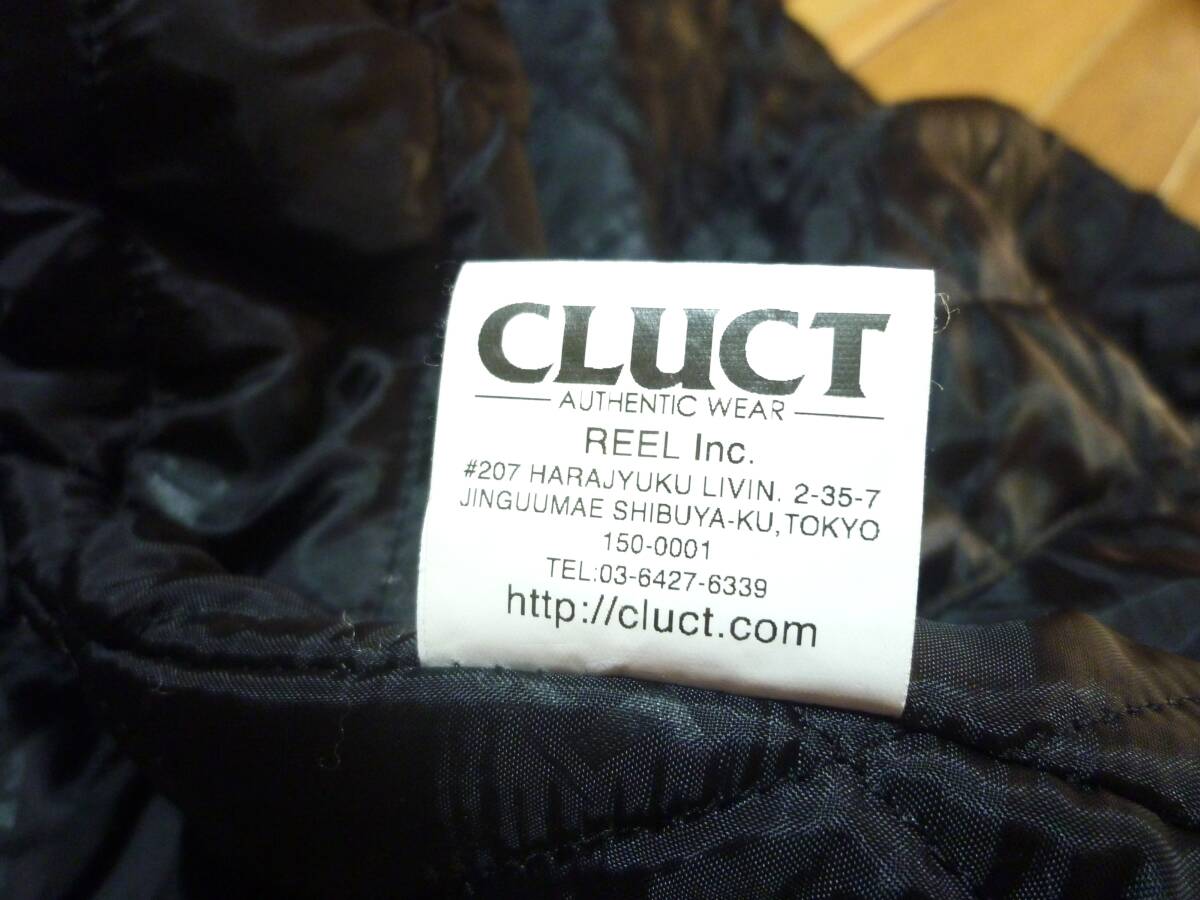 CLUCT
AUTHENTIC WEAR
REEL Inc.
#207 HARAJYUKU LIVIN. 2-35-7
JINGUUMAE SHIBUYA-KU,TOKYO
150-0001
TEL:03-6427-6339
http://cluct.com